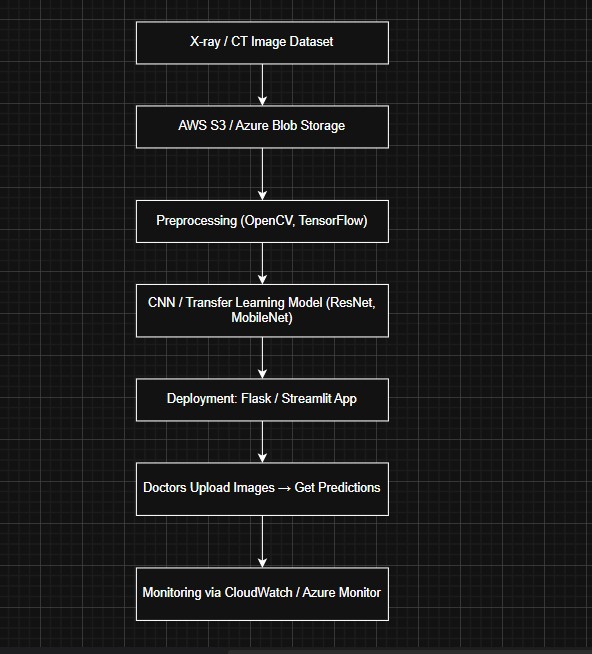 X-ray / CT Image Dataset
AWS S3 / Azure Blob Storage
Preprocessing (OpenCV, TensorFlow)
CNN / Transfer Learning Model (ResNet,
MobileNet)
Deployment: Flask / Streamlit App
Doctors Upload Images → Get Predictions
Monitoring via CloudWatch / Azure Monitor